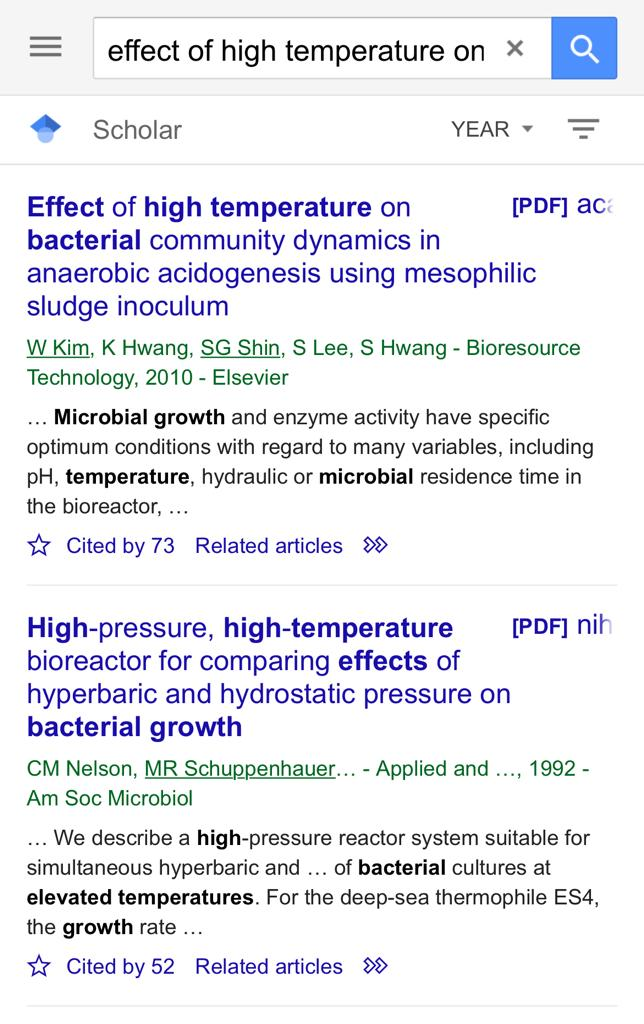 effect of high temperature on
Scholar YEAR
Effect of high temperature on [PDF]
bacterial community dynamics in
anaerobic acidogenesis using mesophilic
sludge inoculum
W Kim, K Hwang, SG Shin, S Lee, S Hwang - Bioresource
Technology, 2010 - Elsevier
… Microbial growth and enzyme activity have specific
optimum conditions with regard to many variables, including
pH, temperature, hydraulic or microbial residence time in
the bioreactor, …
Cited by 73 Related articles
High-pressure, high-temperature [PDF] nih
bioreactor for comparing effects of
hyperbaric and hydrostatic pressure on
bacterial growth
CM Nelson, MR Schuppenhauer… - Applied and …, 1992 -
Am Soc Microbiol
… We describe a high-pressure reactor system suitable for
simultaneous hyperbaric and … of bacterial cultures at
elevated temperatures. For the deep-sea thermophile ES4,
the growth rate …
Cited by 52 Related articles